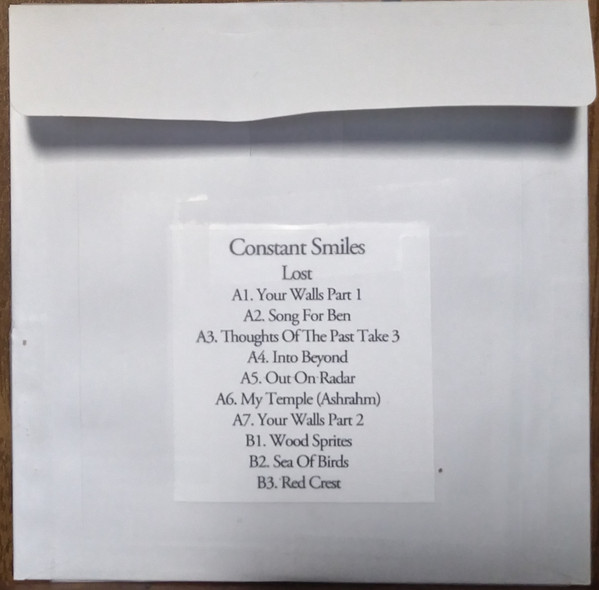 Constant Smiles
Lost
A1. Your Walls Part 1
A2. Song For Ben
A3. Thoughts Of The Past Take 3
A4. Into Beyond
A5. Out On Radar
A6. My Temple (Ashrahm)
A7. Your Walls Part 2
B1. Wood Sprites
B2. Sea Of Birds
B3. Red Crest